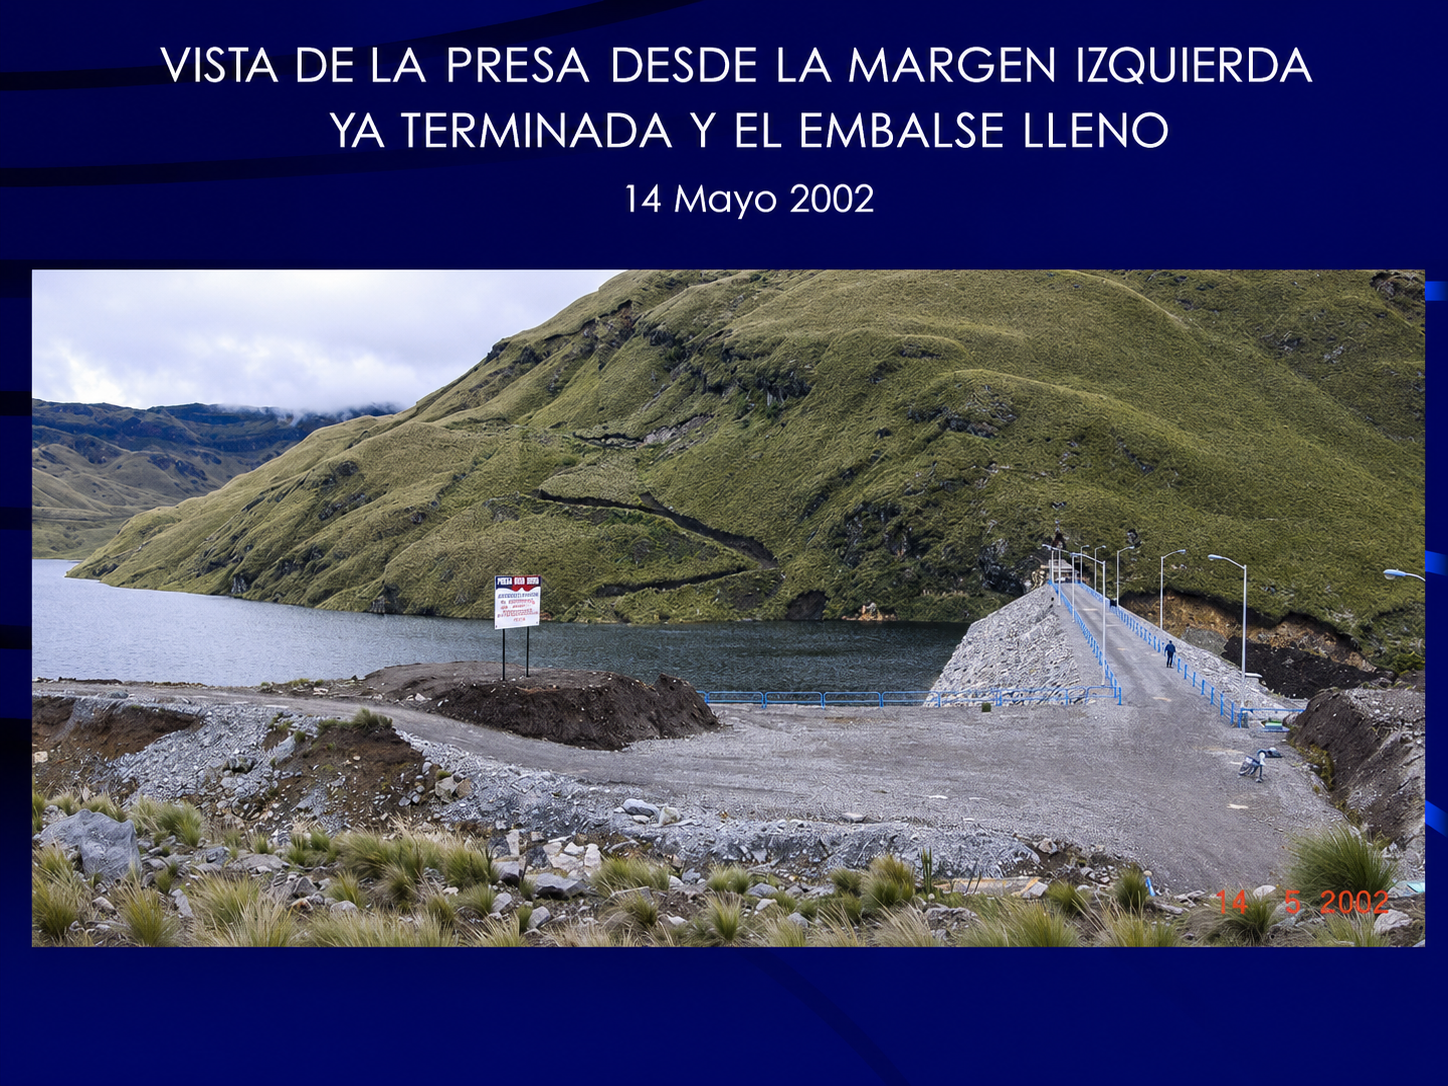 VISTA DE LA PRESA DESDE LA MARGEN IZQUIERDA
YA TERMINADA Y EL EMBALSE LLENO
14 Mayo 2002
14 5 2002